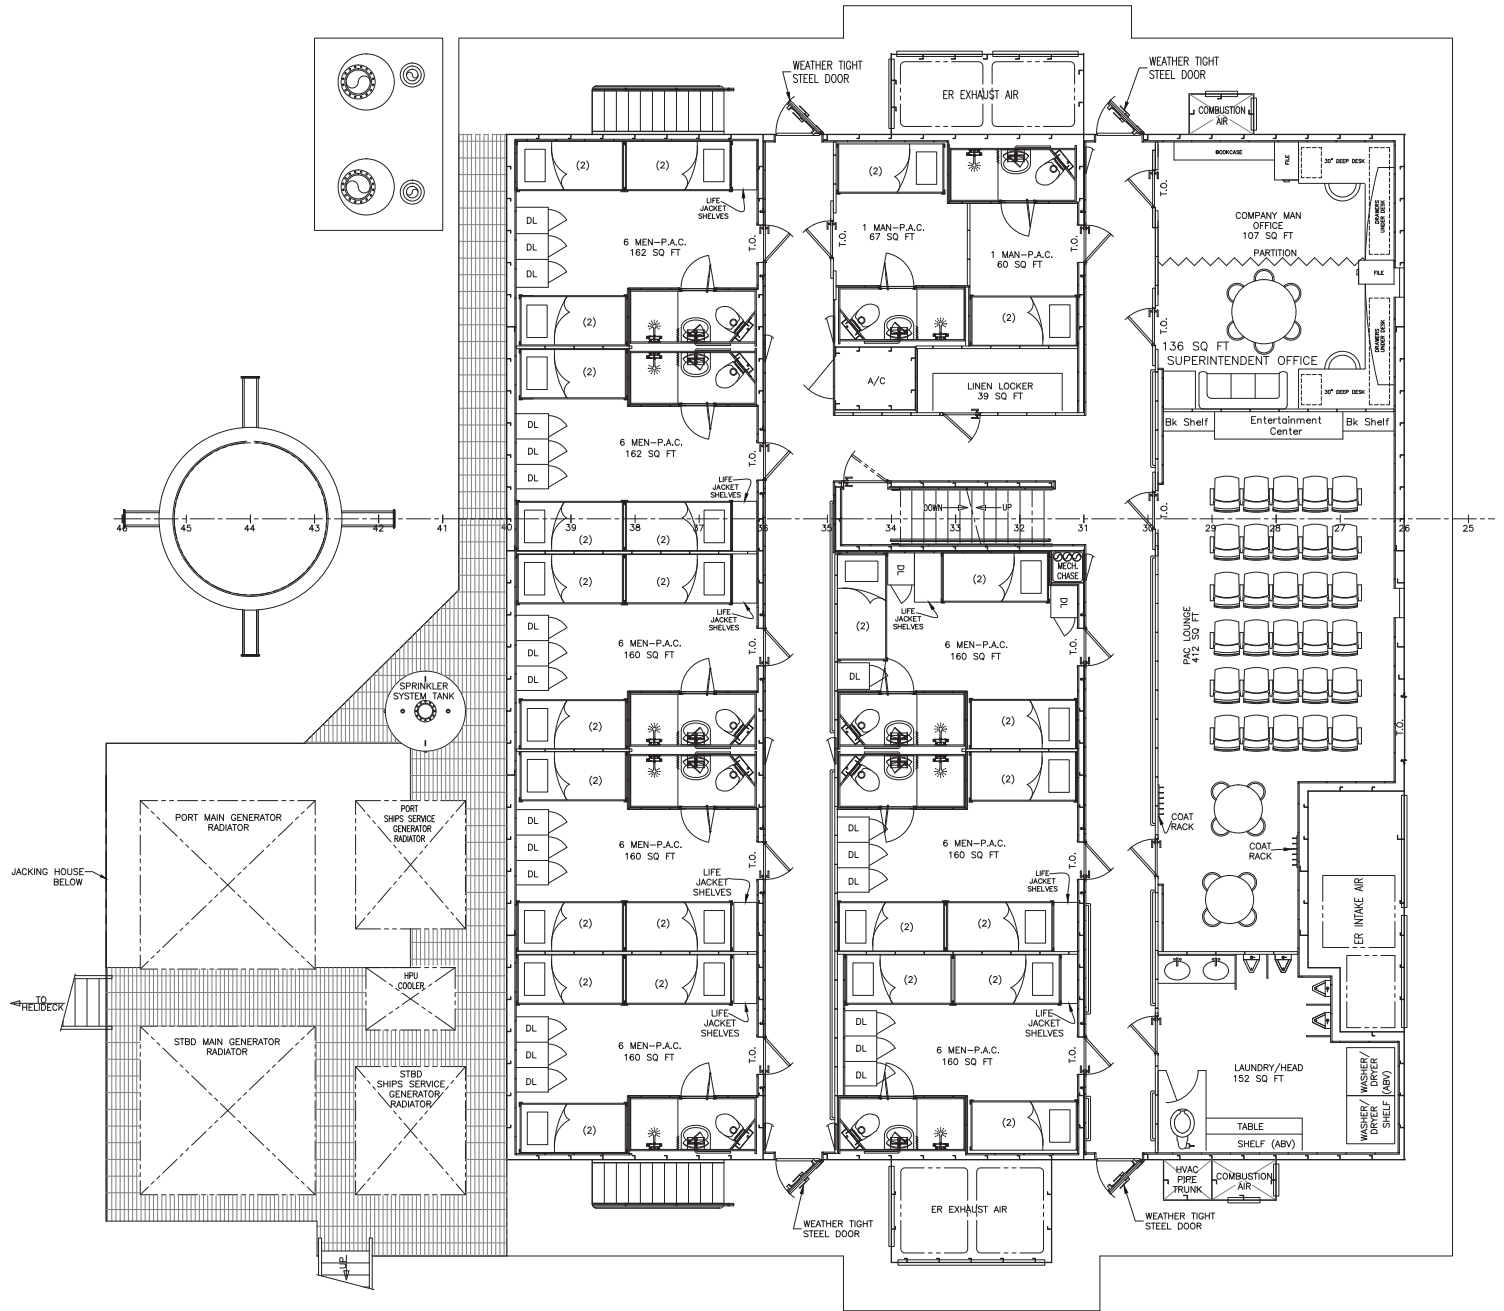 WEATHER TIGHT
STEEL DOOR
ER EXHAUST AIR
WEATHER TIGHT
STEEL DOOR
COMBUSTION
AIR
(2)
(2)
LIFE
JACKET
SHELVES
DL
DL
DL
6 MEN-P.A.C.
162 SQ FT
T.O.
(2)
(2)
1 MAN-P.A.C.
67 SQ FT
T.O.
1 MAN-P.A.C.
60 SQ FT
T.O.
(2)
BOOKCASE
FILE
30" DEEP DESK
T.O.
COMPANY MAN
OFFICE
107 SQ FT
DRAWERS
UNDER DESK
PARTITION
FILE
T.O.
136 SQ FT
SUPERINTENDENT OFFICE
DRAWERS
UNDER DESK
30" DEEP DESK
A/C
LINEN LOCKER
39 SQ FT
Bk Shelf
Entertainment
Center
Bk Shelf
(2)
DL
DL
DL
6 MEN-P.A.C.
162 SQ FT
T.O.
LIFE
JACKET
SHELVES
(2)
(2)
DOWN
UP
T.O.
46
45
44
43
42
41
40
39
38
37
36
35
34
33
32
31
30
29
28
27
26
25
(2)
(2)
LIFE
JACKET
SHELVES
DL
DL
DL
6 MEN-P.A.C.
160 SQ FT
T.O.
(2)
DL
(2)
MECH.
CHASE
DL
(2)
LIFE
JACKET
SHELVES
6 MEN-P.A.C.
160 SQ FT
T.O.
DL
(2)
PAC LOUNGE
412 SQ FT
T.O.
SPRINKLER
SYSTEM TANK
(2)
DL
DL
DL
6 MEN-P.A.C.
160 SQ FT
T.O.
LIFE
JACKET
SHELVES
(2)
(2)
(2)
DL
DL
DL
6 MEN-P.A.C.
160 SQ FT
T.O.
LIFE
JACKET
SHELVES
(2)
(2)
COAT
RACK
COAT
RACK
ER INTAKE AIR
PORT MAIN GENERATOR
RADIATOR
PORT
SHIPS SERVICE
GENERATOR
RADIATOR
JACKING HOUSE
BELOW
HPU
COOLER
TO
HELIDECK
STBD MAIN GENERATOR
RADIATOR
STBD
SHIPS SERVICE
GENERATOR
RADIATOR
UP
(2)
(2)
LIFE
JACKET
SHELVES
DL
DL
DL
6 MEN-P.A.C.
160 SQ FT
T.O.
(2)
(2)
(2)
LIFE
JACKET
SHELVES
DL
DL
DL
6 MEN-P.A.C.
160 SQ FT
T.O.
(2)
LAUNDRY/HEAD
152 SQ FT
WASHER/
DRYER
WASHER/
DRYER
SHELF (ABV)
TABLE
SHELF (ABV)
HVAC
PIPE
TRUNK
COMBUSTION
AIR
WEATHER TIGHT
STEEL DOOR
ER EXHAUST AIR
WEATHER TIGHT
STEEL DOOR